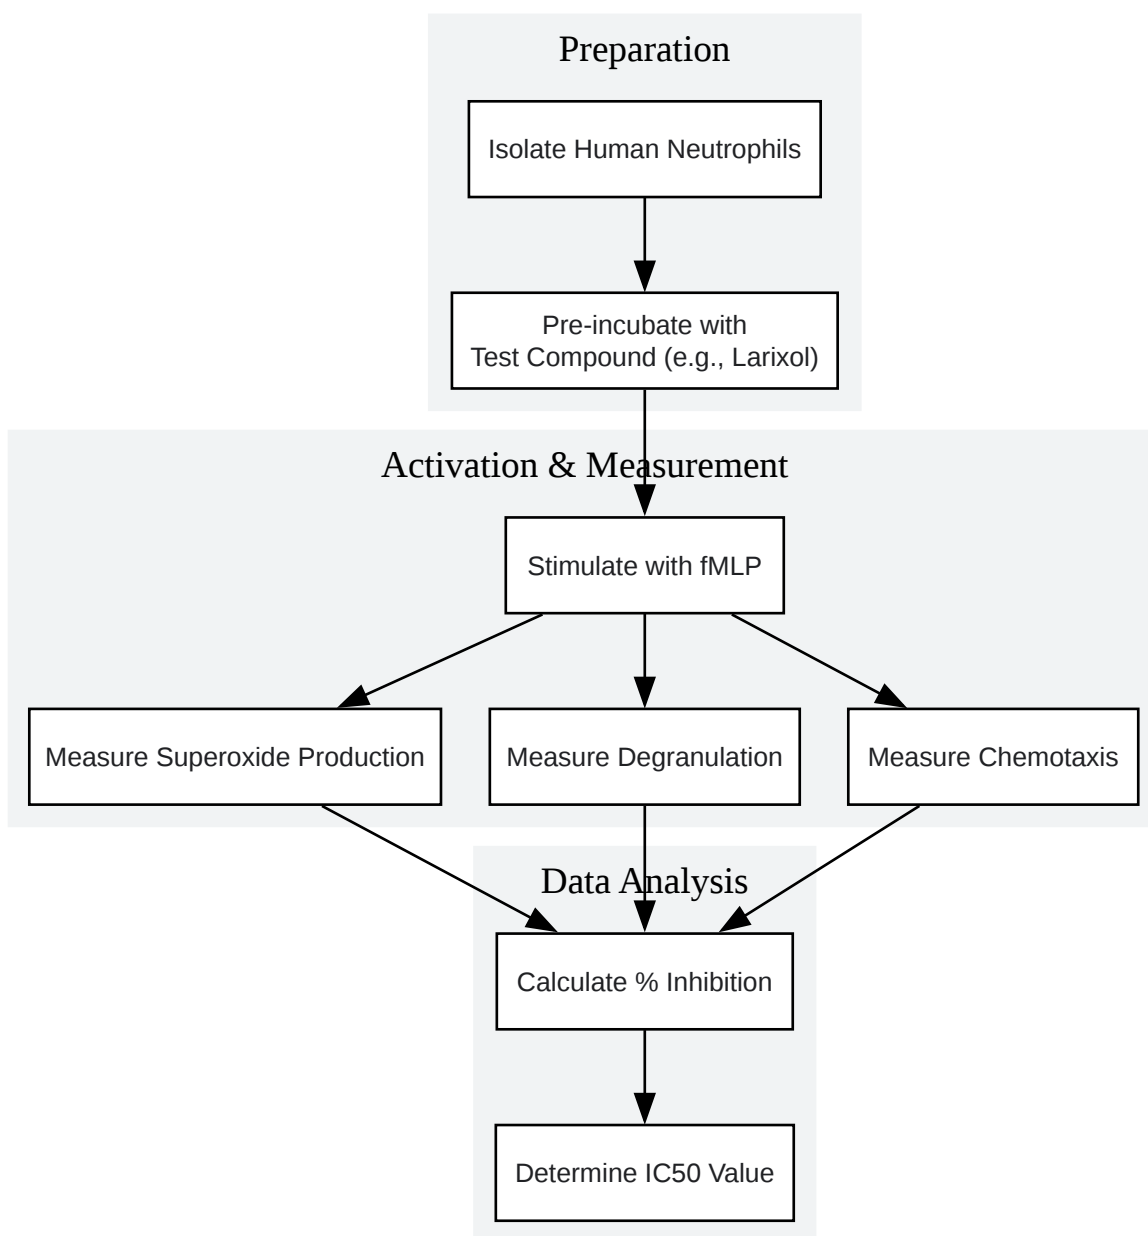 Preparation
Isolate Human Neutrophils
Pre-incubate with
Test Compound (e.g., Larixol)
Activation & Measurement
Stimulate with fMLP
Measure Superoxide Production
Measure Degranulation
Measure Chemotaxis
Data Analysis
Calculate % Inhibition
Determine IC50 Value